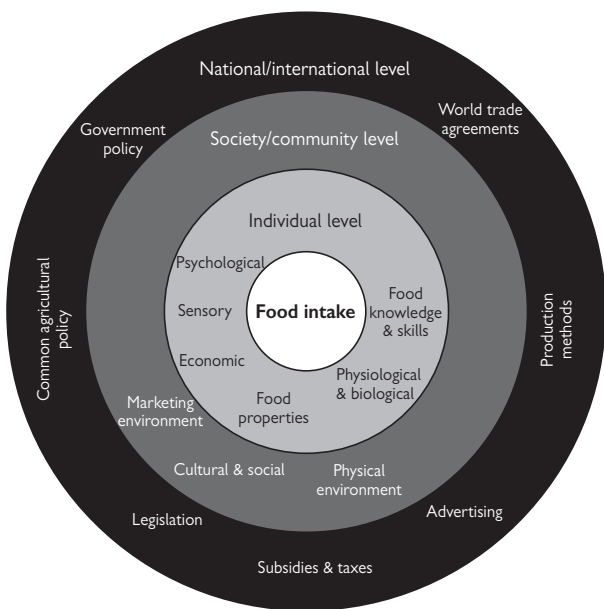 National/international level
World trade
agreements
Government
policy
Society/community level
Individual level
Psychological
Sensory
Food intake
Food
knowledge
& skills
Economic
Physiological
& biological
Food
properties
Common agricultural
policy
Production
methods
Marketing
environment
Cultural & social
Physical
environment
Legislation
Advertising
Subsidies & taxes